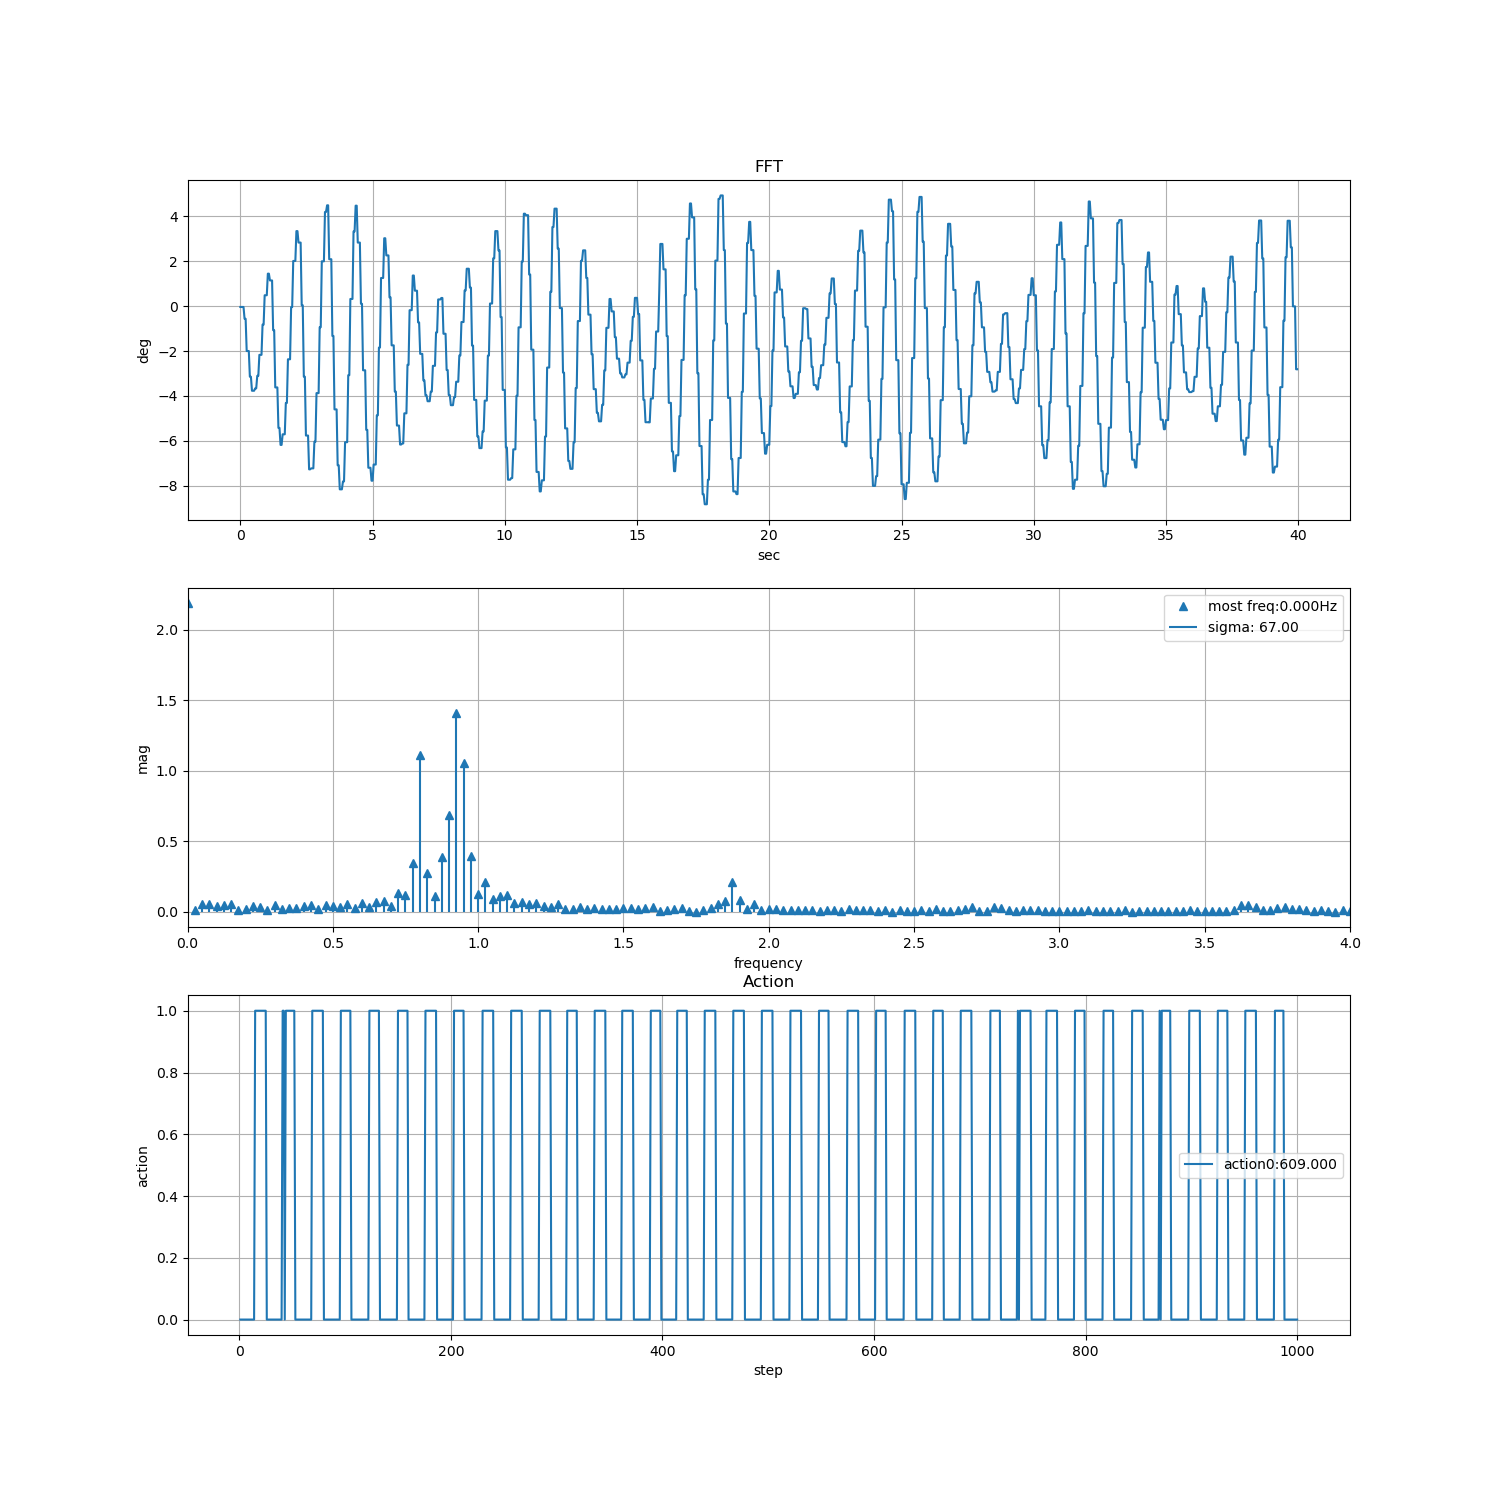 FFT
4
2
0
−2
−4
−6
−8
deg
0 5 10 15 20 25 30 35 40
sec
most freq:0.000Hz
sigma: 67.00
2.0
1.5
1.0
0.5
0.0
mag
0.0 0.5 1.0 1.5 2.0 2.5 3.0 3.5 4.0
frequency
Action
1.0
0.8
0.6
0.4
0.2
0.0
action
action0:609.000
0 200 400 600 800 1000
step